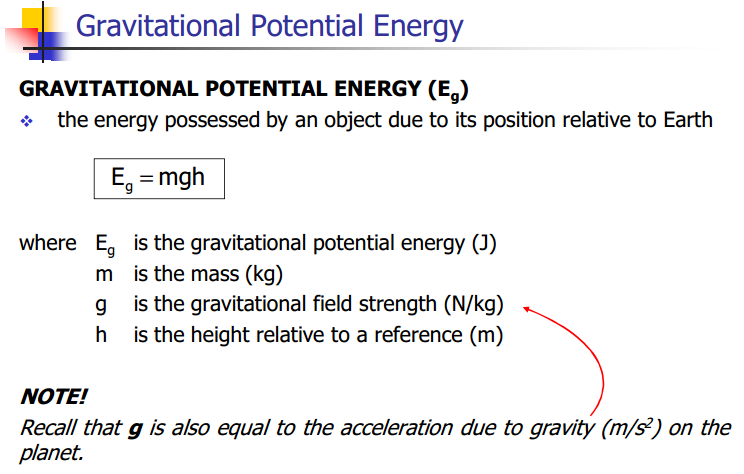 Gravitational Potential Energy
GRAVITATIONAL POTENTIAL ENERGY (Eg)
❖ the energy possessed by an object due to its position relative to Earth
Eg = mgh
where Eg is the gravitational potential energy (J)
m is the mass (kg)
g is the gravitational field strength (N/kg)
h is the height relative to a reference (m)
NOTE!
Recall that g is also equal to the acceleration due to gravity (m/s²) on the
planet.